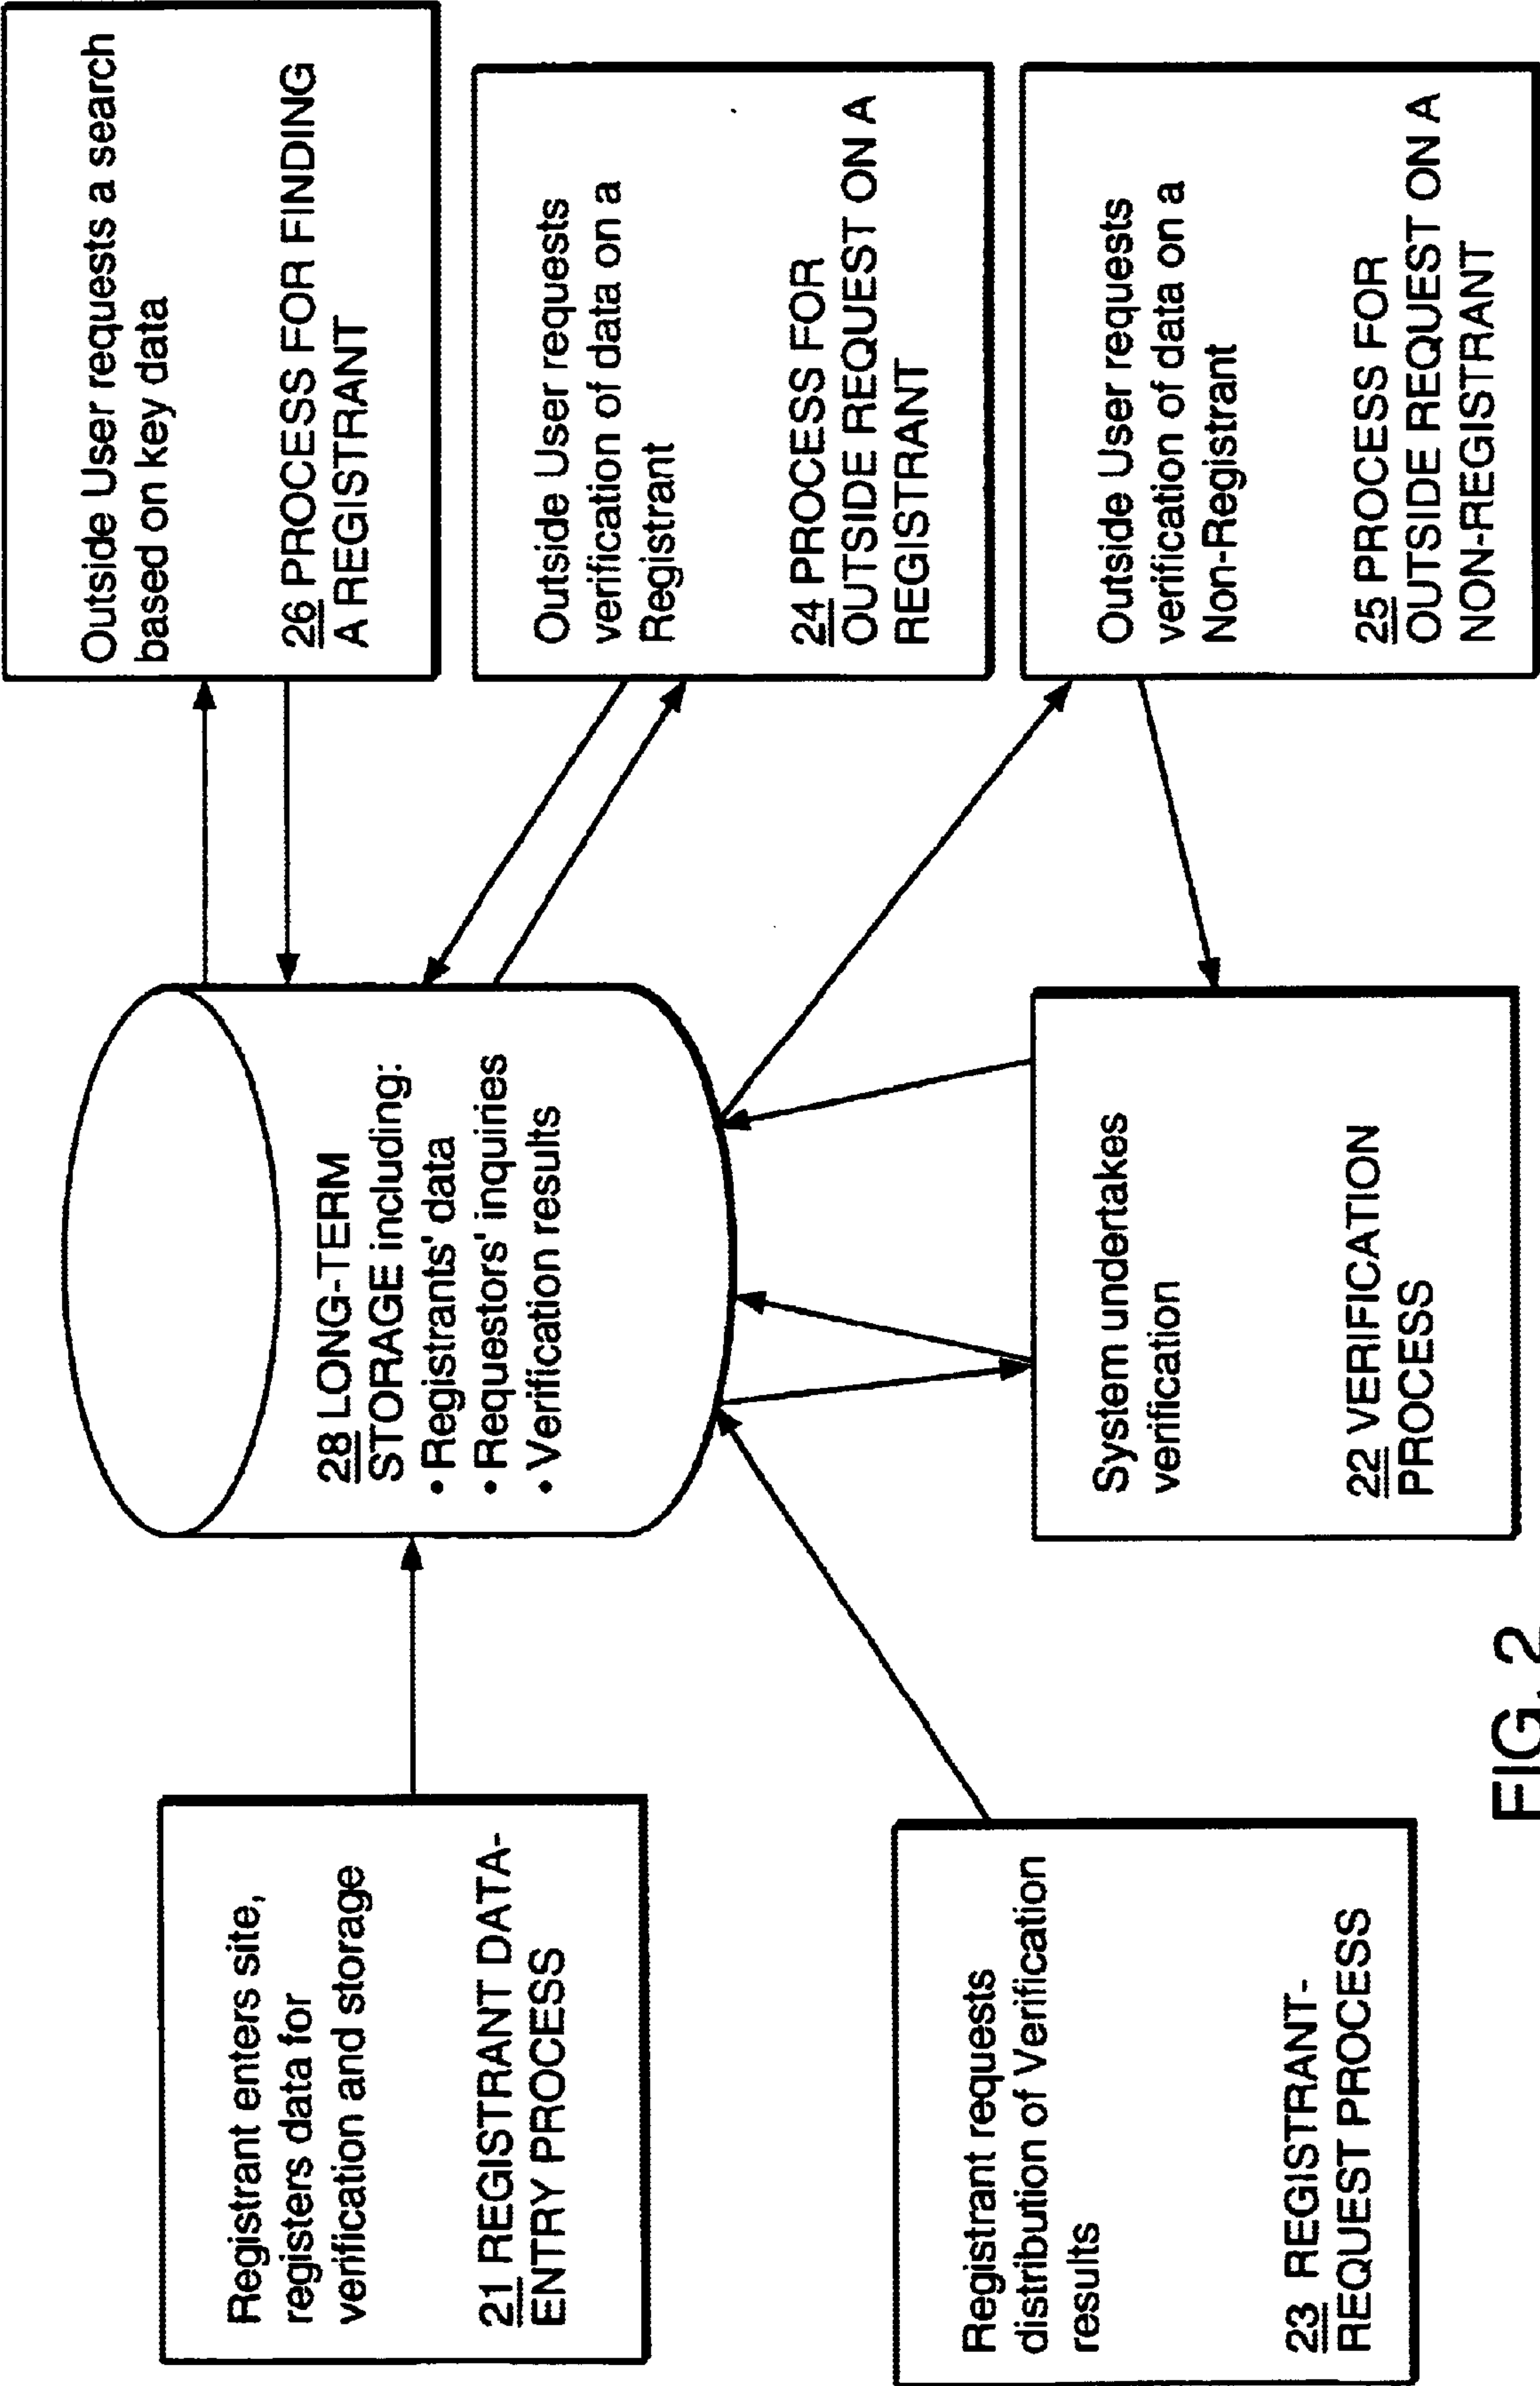 Registrant enters site,
registers data for
verification and storage
21 REGISTRANT DATA-
ENTRY PROCESS
28 LONG-TERM
STORAGE including:
• Registrants' data
• Requestors' inquiries
• Verification results
Outside User requests a search
based on key data
26 PROCESS FOR FINDING
A REGISTRANT
Outside User requests
verification of data on a
Registrant
24 PROCESS FOR
OUTSIDE REQUEST ON A
REGISTRANT
Registrant requests
distribution of Verification
results
23 REGISTRANT-
REQUEST PROCESS
System undertakes
verification
22 VERIFICATION
PROCESS
Outside User requests
verification of data on a
Non-Registrant
25 PROCESS FOR
OUTSIDE REQUEST ON A
NON-REGISTRANT
FIG. 2